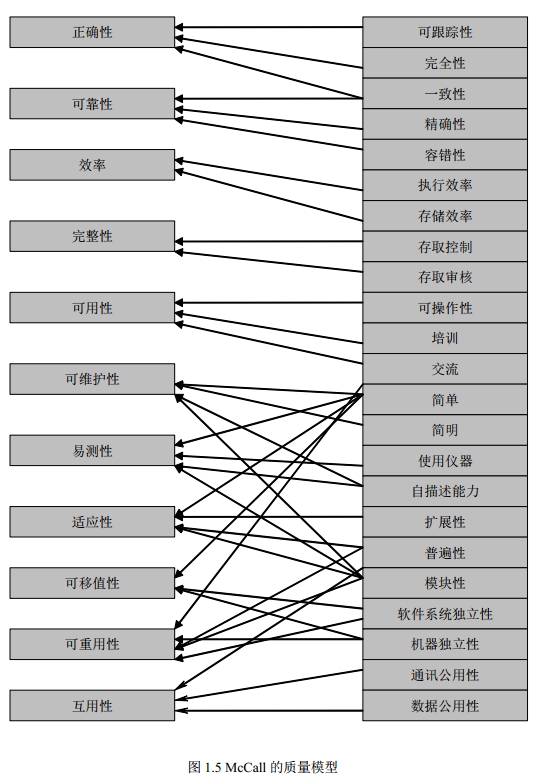 正确性
可靠性
效率
完整性
可用性
可维护性
易测性
适应性
可移值性
可重用性
互用性
可跟踪性
完全性
一致性
精确性
容错性
执行效率
存储效率
存取控制
存取审核
可操作性
培训
交流
简单
简明
使用仪器
自描述能力
扩展性
普遍性
模块性
软件系统独立性
机器独立性
通讯公用性
数据公用性
图 1.5 McCall 的质量模型